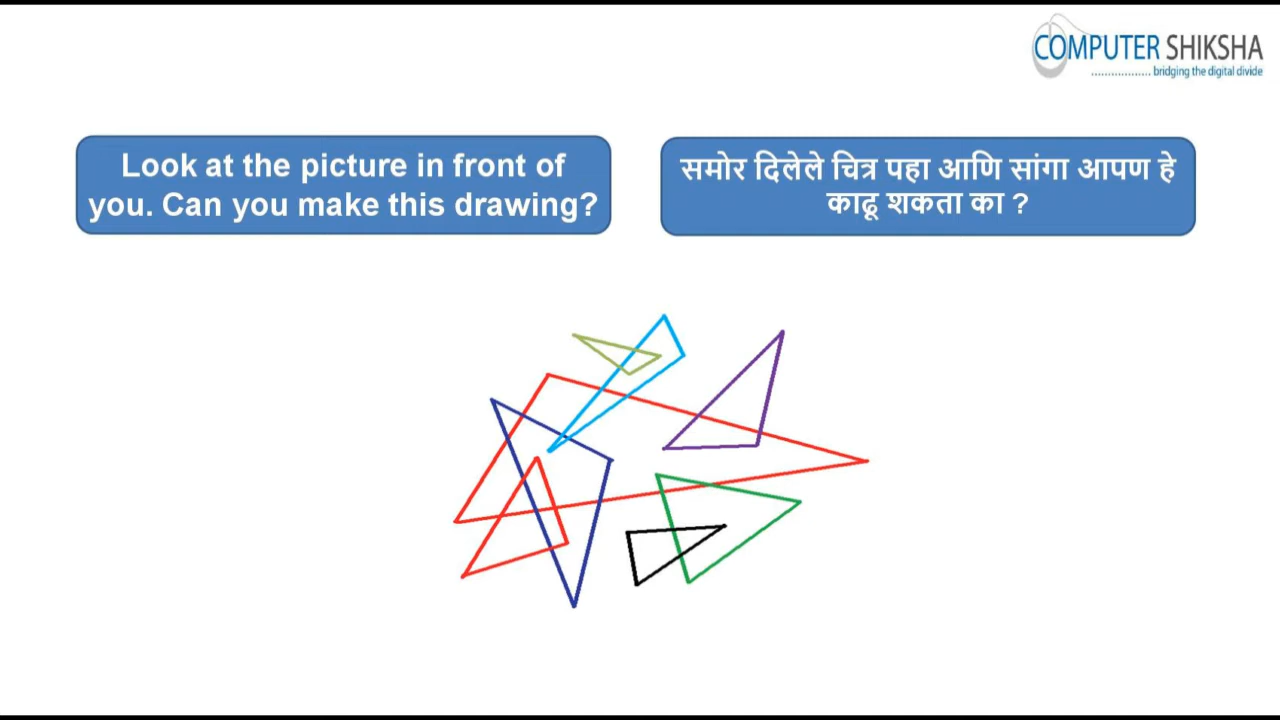 COMPUTER SHIKSHA
.................. bridging the digital divide
Look at the picture in front of
you. Can you make this drawing?
समोर दिलेले चित्र पहा आणि सांगा आपण हे
काढू शकता का ?